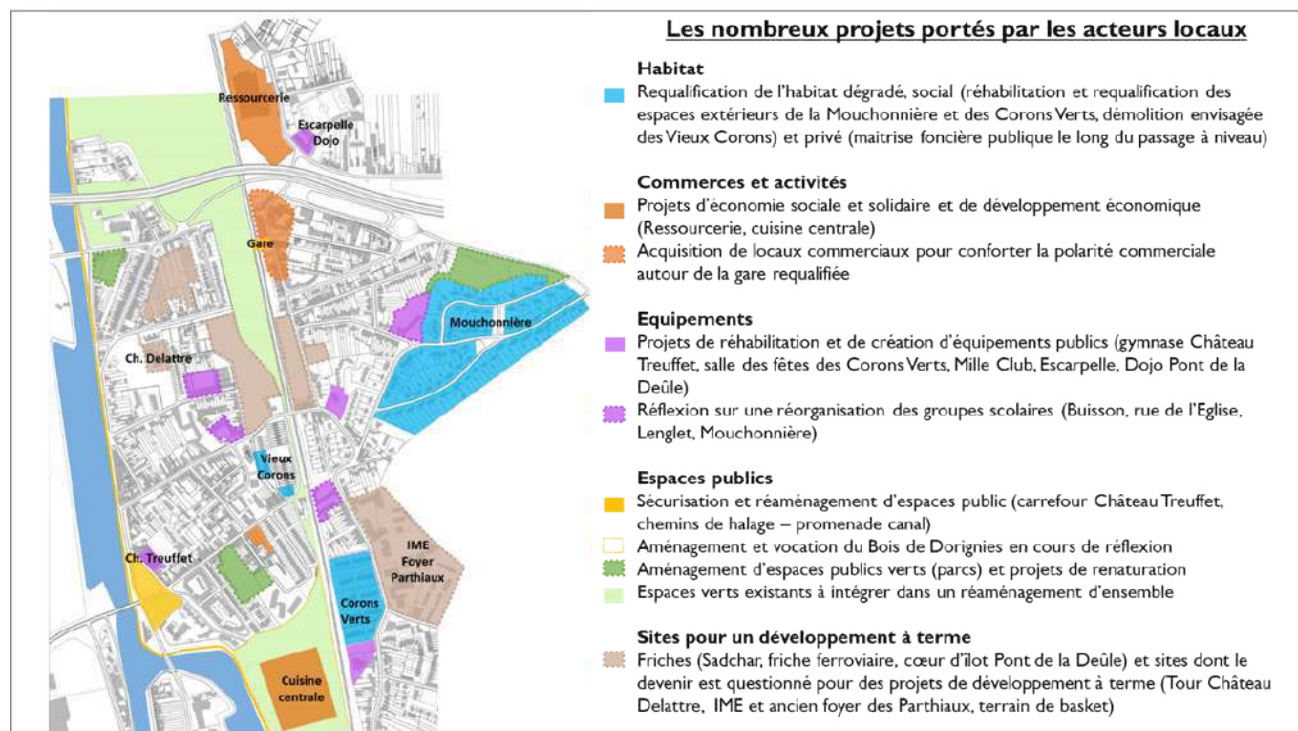 Les nombreux projets portés par les acteurs locaux
Habitat
Requalification de l'habitat dégradé, social (réhabilitation et requalification des
espaces extérieurs de la Mouchonnière et des Corons Verts, démolition envisagée
des Vieux Corons) et privé (maitrise foncière publique le long du passage à niveau)
Commerces et activités
Projets d'économie sociale et solidaire et de développement économique
(Ressourcerie, cuisine centrale)
Acquisition de locaux commerciaux pour conforter la polarité commerciale
autour de la gare requalifiée
Equipements
Projets de réhabilitation et de création d'équipements publics (gymnase Château
Treuffet, salle des fêtes des Corons Verts, Mille Club, Escarpelle, Dojo Pont de la
Deûle)
Réflexion sur une réorganisation des groupes scolaires (Buisson, rue de l'Eglise,
Lenglet, Mouchonnière)
Espaces publics
Sécurisation et réaménagement d'espaces public (carrefour Château Treuffet,
chemins de halage – promenade canal)
Aménagement et vocation du Bois de Dorignies en cours de réflexion
Aménagement d'espaces publics verts (parcs) et projets de renaturation
Espaces verts existants à intégrer dans un réaménagement d'ensemble
Sites pour un développement à terme
Friches (Sadchar, friche ferroviaire, cœur d'îlot Pont de la Deûle) et sites dont le
devenir est questionné pour des projets de développement à terme (Tour Château
Delattre, IME et ancien foyer des Parthiaux, terrain de basket)
Ressourcerie
Escarpelle
Dojo
Gare
Mouchonnière
Ch. Delattre
Vieux
Corons
Ch. Treuffet
IME
Foyer
Parthiaux
Corons
Verts
Cuisine
centrale